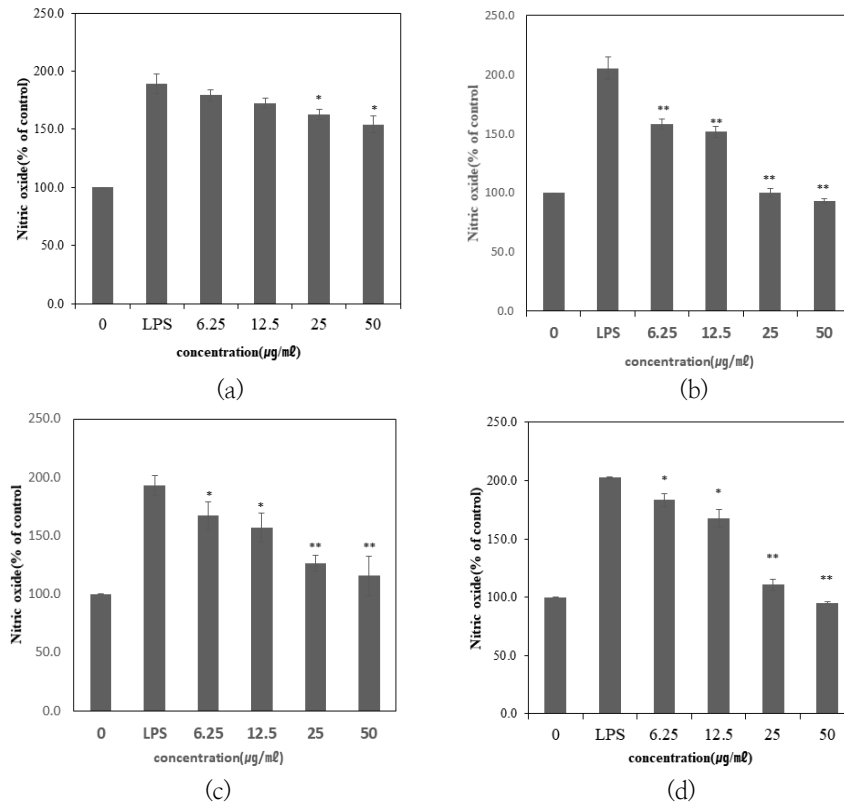 250.0
200.0
150.0
100.0
50.0
0.0
Nitric oxide(% of control)
* *
0 LPS 6.25 12.5 25 50
concentration(µg/㎖)
(a)
250.0
200.0
150.0
100.0
50.0
0.0
Nitric oxide(% of control)
** ** ** **
0 LPS 6.25 12.5 25 50
concentration(µg/㎖)
(b)
250.0
200.0
150.0
100.0
50.0
0.0
Nitric oxide(% of control)
* * ** **
0 LPS 6.25 12.5 25 50
concentration(µg/㎖)
(c)
250.0
200.0
150.0
100.0
50.0
0.0
Nitric oxide(% of control)
* * ** **
0 LPS 6.25 12.5 25 50
concentration(µg/㎖)
(d)